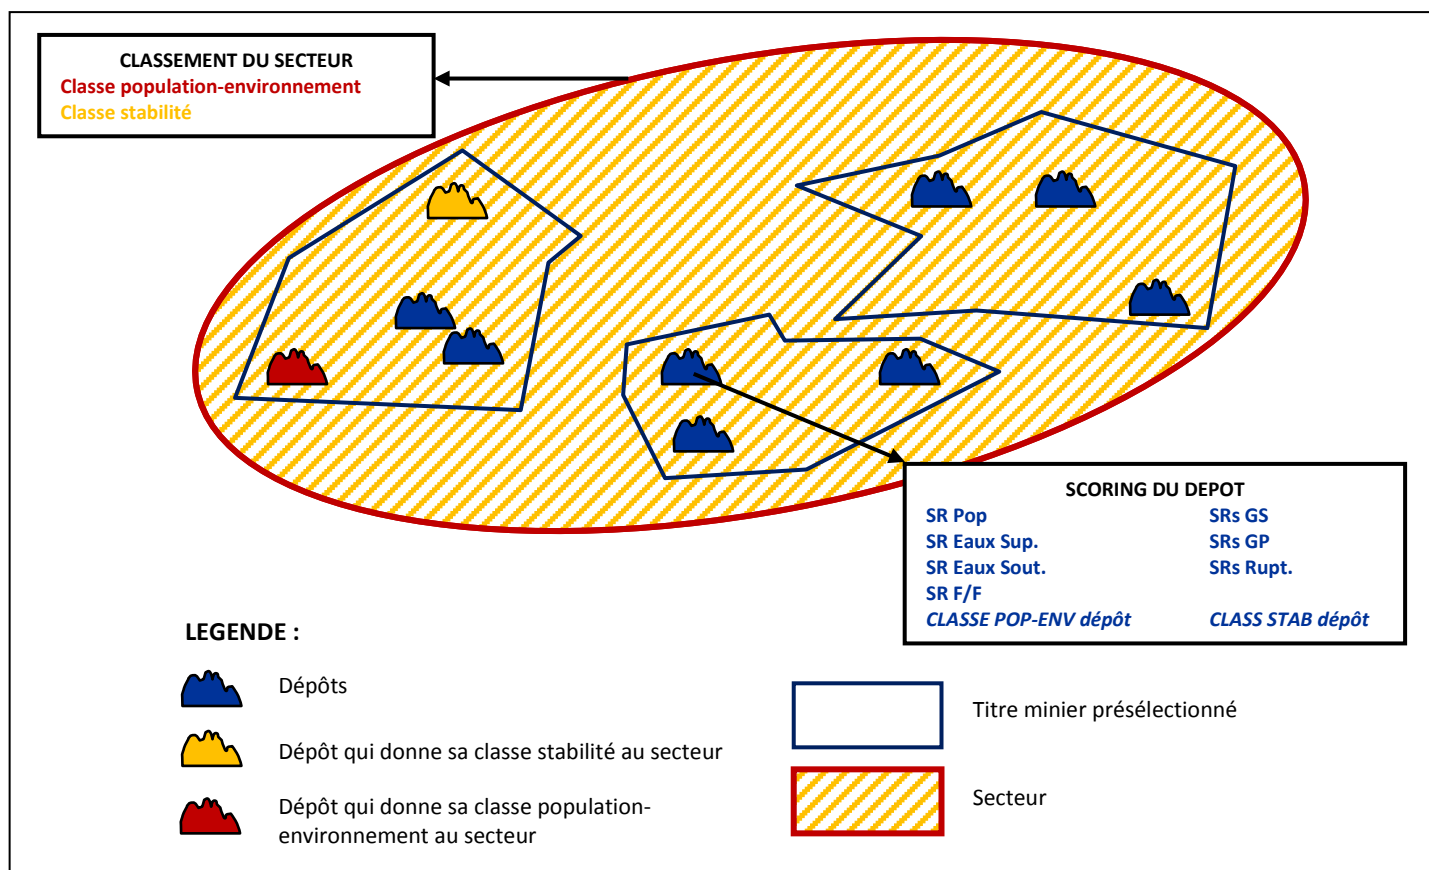 CLASSEMENT DU SECTEUR
Classe population-environnement
Classe stabilité
SCORING DU DEPOT
SR Pop SRs GS
SR Eaux Sup. SRs GP
SR Eaux Sout. SRs Rupt.
SR F/F
CLASSE POP-ENV dépôt CLASS STAB dépôt
LEGENDE :
Dépôts
Dépôt qui donne sa classe stabilité au secteur
Dépôt qui donne sa classe population-
environnement au secteur
Titre minier présélectionné
Secteur